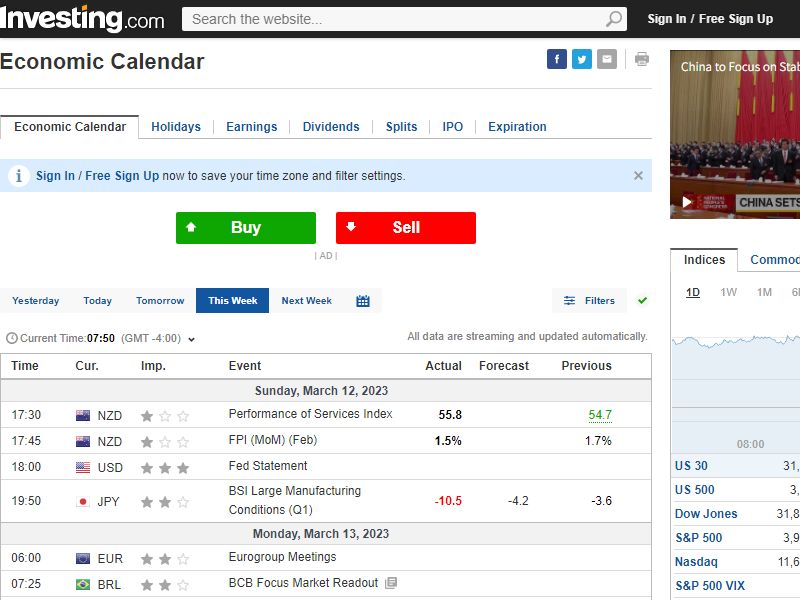 Investing.com
Search the website...
Sign In / Free Sign Up
Economic Calendar
China to Focus on Stab
NATIONAL PEOPLE'S CONGRESS
CHINA SETS
Economic Calendar
Holidays
Earnings
Dividends
Splits
IPO
Expiration
Sign In / Free Sign Up now to save your time zone and filter settings.
Buy
Sell
| AD |
Yesterday
Today
Tomorrow
This Week
Next Week
Filters
Current Time:07:50 (GMT -4:00)
All data are streaming and updated automatically.
Time Cur. Imp. Event Actual Forecast Previous
Sunday, March 12, 2023
17:30 NZD Performance of Services Index 55.8 54.7
17:45 NZD FPI (MoM) (Feb) 1.5% 1.7%
18:00 USD Fed Statement
19:50 JPY BSI Large Manufacturing Conditions (Q1) -10.5 -4.2 -3.6
Monday, March 13, 2023
06:00 EUR Eurogroup Meetings
07:25 BRL BCB Focus Market Readout
Indices
Commod
1D 1W 1M 6
08:00
US 30 31,
US 500 3,
Dow Jones 31,8
S&P 500 3,9
Nasdaq 11,6
S&P 500 VIX